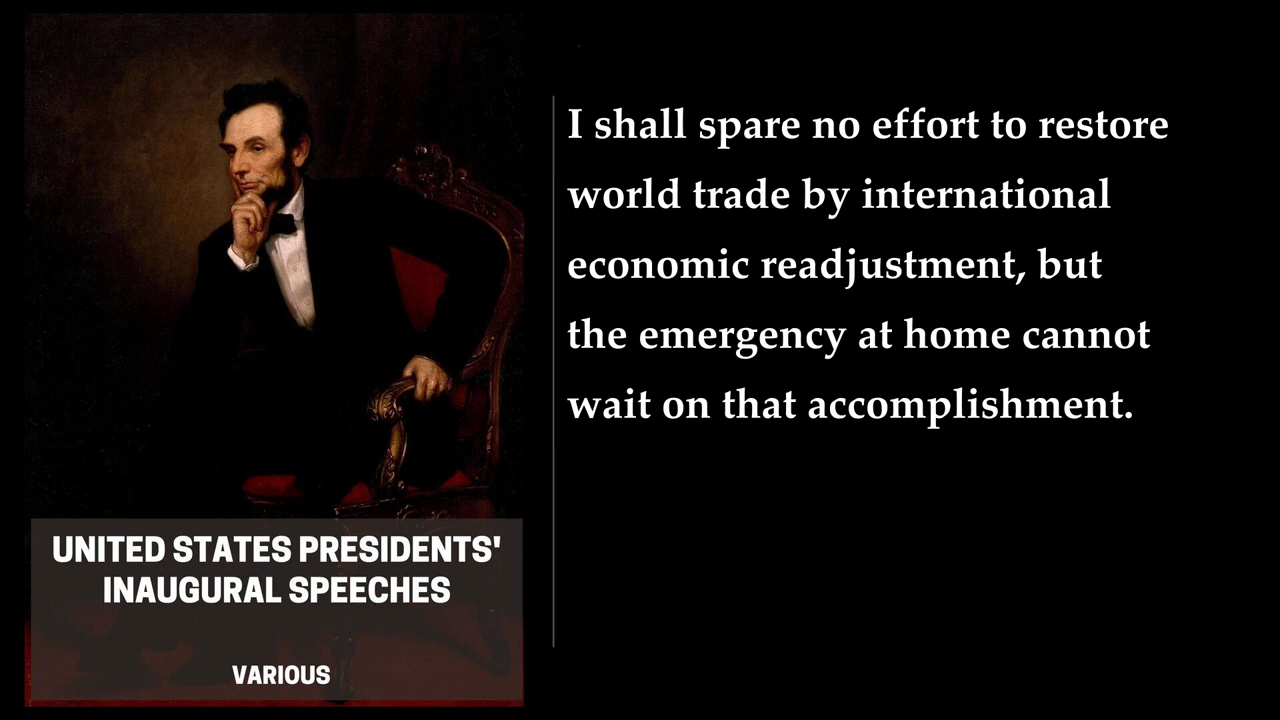 I shall spare no effort to restore
world trade by international
economic readjustment, but
the emergency at home cannot
wait on that accomplishment.
UNITED STATES PRESIDENTS'
INAUGURAL SPEECHES
VARIOUS